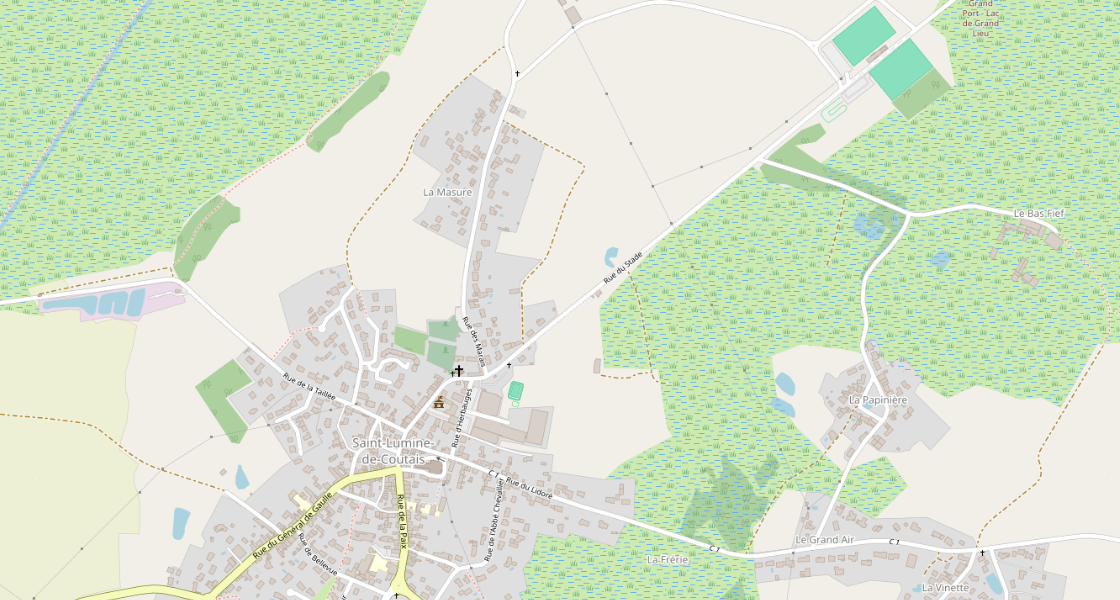 Grand
Port - Lac
de Grand
Lieu
La Masure
Le Bas Fief
Rue du Stade
Rue des Marais
Rue de la Taillée
La Papinière
Rue d'Herbauges
Saint-Lumine-
de-Coutais
C 1
Rue du Lidoré
Rue du Général de Gaulle
Rue de la Paix
Rue de l'Abbé Chevalier
Rue de Bellevue
C 1
Le Grand Air
C 1
La Frérie
La Vinette